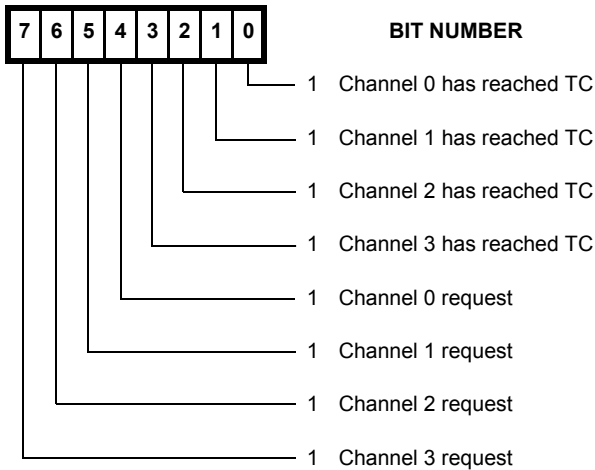 7 6 5 4 3 2 1 0 BIT NUMBER
1 Channel 0 has reached TC
1 Channel 1 has reached TC
1 Channel 2 has reached TC
1 Channel 3 has reached TC
1 Channel 0 request
1 Channel 1 request
1 Channel 2 request
1 Channel 3 request